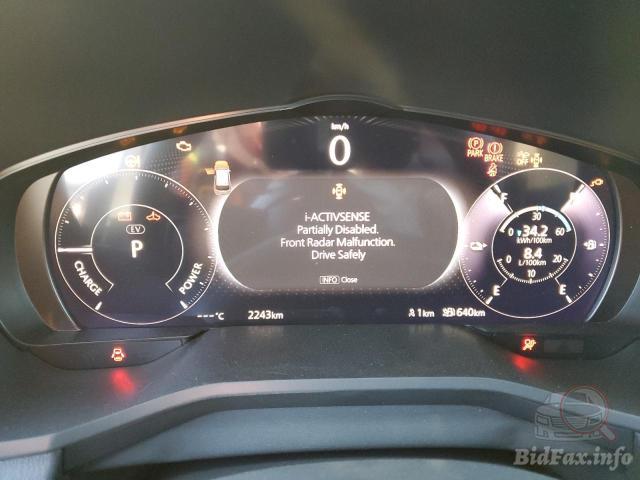 km/h
0
PARK
BRAKE
OFF
i-ACTIVSENSE
Partially Disabled.
Front Radar Malfunction.
Drive Safely
INFO Close
EV
P
CHARGE
POWER
F F
30
0 34.2 60
kWh/100km
8.4
L/100km
0 10 20
E E
---°C
2243km
1km
640km
BidFax.info